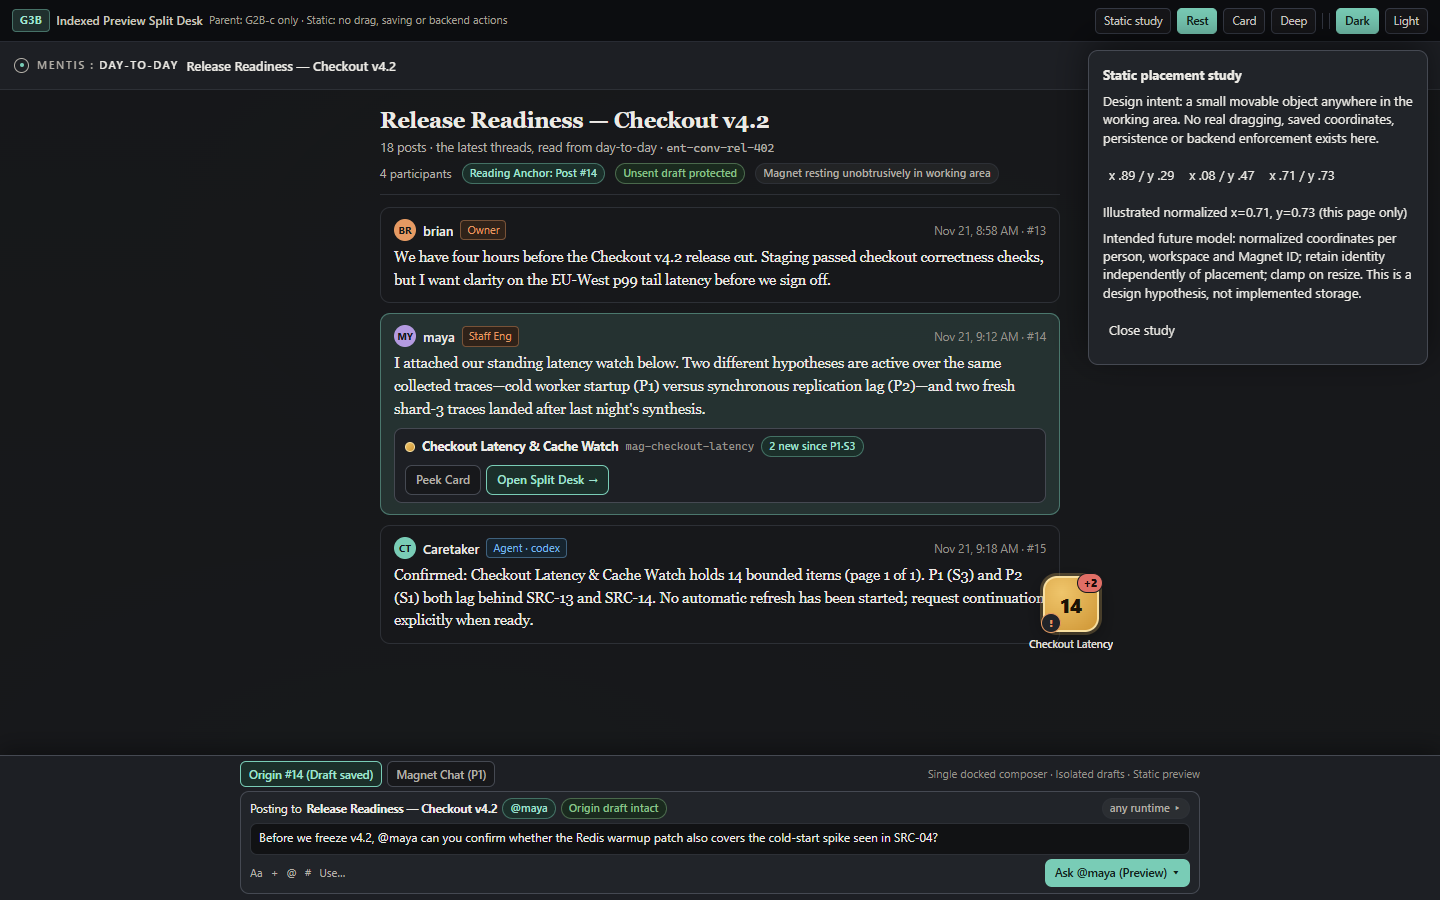 G3B Indexed Preview Split Desk Parent: G2B-c only · Static: no drag, saving or backend actions Static study Rest Card Deep Dark Light
MENTIS : DAY-TO-DAY Release Readiness — Checkout v4.2
Static placement study
Design intent: a small movable object anywhere in the
working area. No real dragging, saved coordinates,
persistence or backend enforcement exists here.
x .89 / y .29 x .08 / y .47 x .71 / y .73
Illustrated normalized x=0.71, y=0.73 (this page only)
Intended future model: normalized coordinates per
person, workspace and Magnet ID; retain identity
independently of placement; clamp on resize. This is a
design hypothesis, not implemented storage.
Close study
Release Readiness — Checkout v4.2
18 posts · the latest threads, read from day-to-day · ent-conv-rel-402
4 participants Reading Anchor: Post #14 Unsent draft protected Magnet resting unobtrusively in working area
BR brian Owner Nov 21, 8:58 AM · #13
We have four hours before the Checkout v4.2 release cut. Staging passed checkout correctness checks,
but I want clarity on the EU-West p99 tail latency before we sign off.
MY maya Staff Eng Nov 21, 9:12 AM · #14
I attached our standing latency watch below. Two different hypotheses are active over the same
collected traces—cold worker startup (P1) versus synchronous replication lag (P2)—and two fresh
shard-3 traces landed after last night's synthesis.
Checkout Latency & Cache Watch mag-checkout-latency 2 new since P1·S3
Peek Card Open Split Desk →
CT Caretaker Agent · codex Nov 21, 9:18 AM · #15
Confirmed: Checkout Latency & Cache Watch holds 14 bounded items (page 1 of 1). P1 (S3) and P2
(S1) both lag behind SRC-13 and SRC-14. No automatic refresh has been started; request continuation
explicitly when ready.
+2
14
!
Checkout Latency
Origin #14 (Draft saved) Magnet Chat (P1) Single docked composer · Isolated drafts · Static preview
Posting to Release Readiness — Checkout v4.2 @maya Origin draft intact any runtime ▸
Before we freeze v4.2, @maya can you confirm whether the Redis warmup patch also covers the cold-start spike seen in SRC-04?
Aa + @ # Use... Ask @maya (Preview) ▾